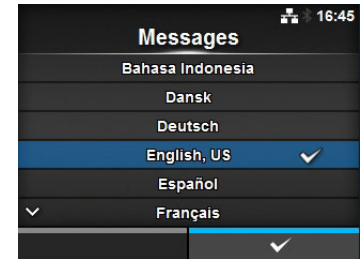 16:45
Messages
Bahasa Indonesia
Dansk
Deutsch
English, US
Español
Français